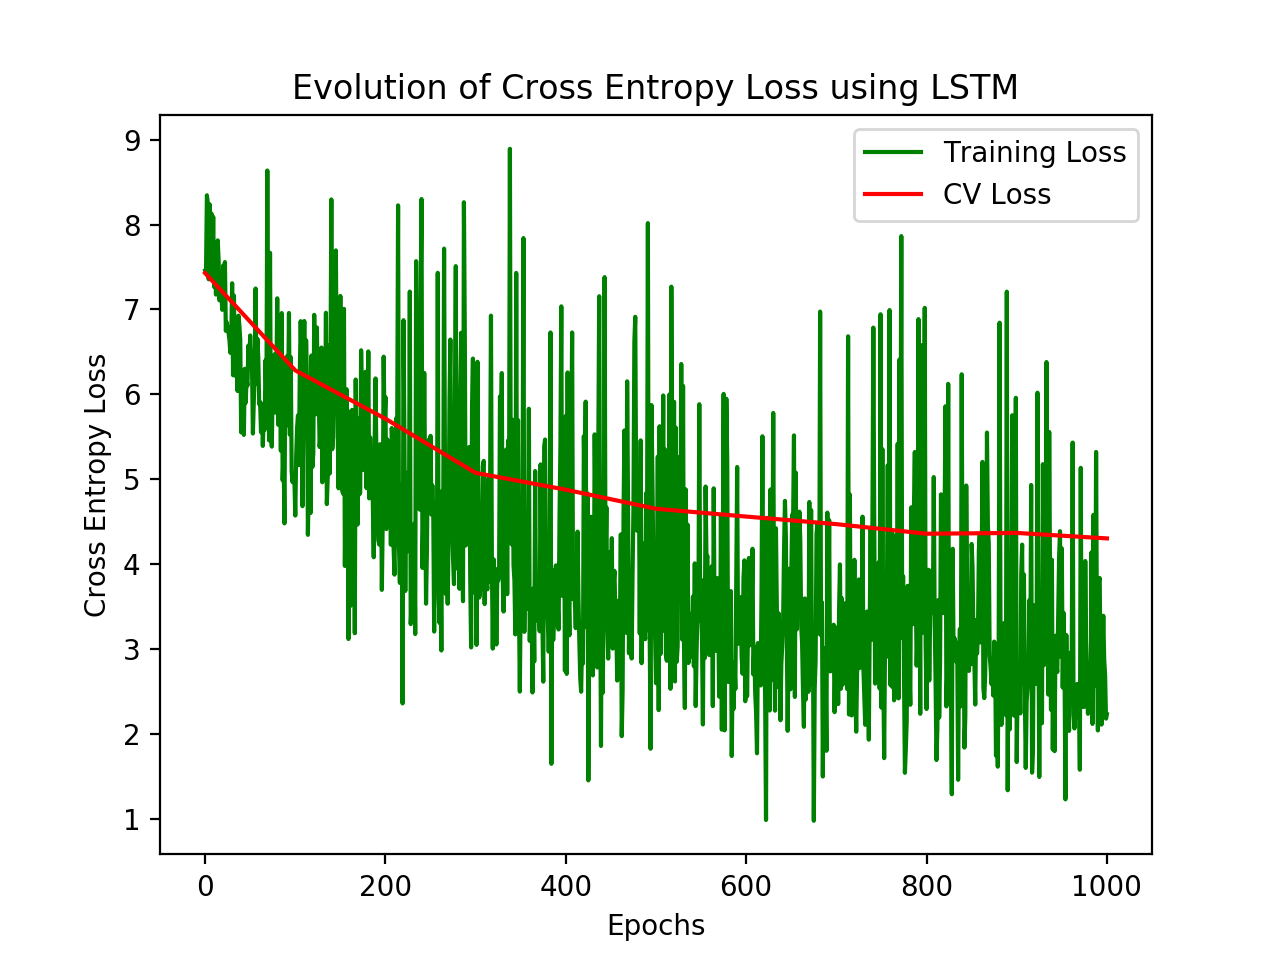 Evolution of Cross Entropy Loss using LSTM
Training Loss
CV Loss
9
8
7
6
5
4
3
2
1
Cross Entropy Loss
0 200 400 600 800 1000
Epochs